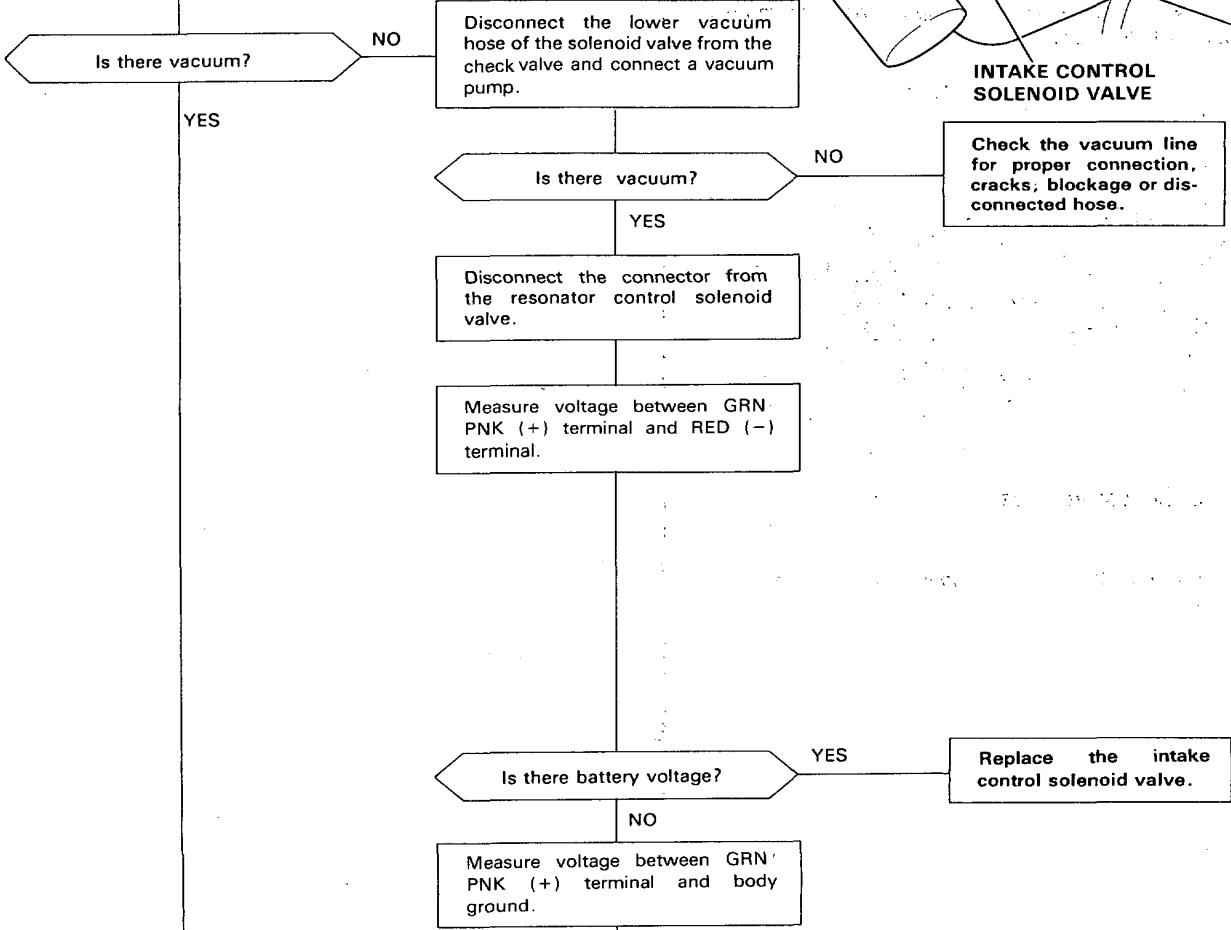 Disconnect the lower vacuum
hose of the solenoid valve from the
check valve and connect a vacuum
pump.
NO
Is there vacuum?
INTAKE CONTROL
SOLENOID VALVE
YES
Check the vacuum line
for proper connection,
cracks; blockage or dis-
connected hose.
NO
Is there vacuum?
YES
Disconnect the connector from
the resonator control solenoid
valve.
Measure voltage between GRN
PNK (+) terminal and RED (−)
terminal.
YES
Is there battery voltage?
Replace the intake
control solenoid valve.
NO
Measure voltage between GRN
PNK (+) terminal and body
ground.